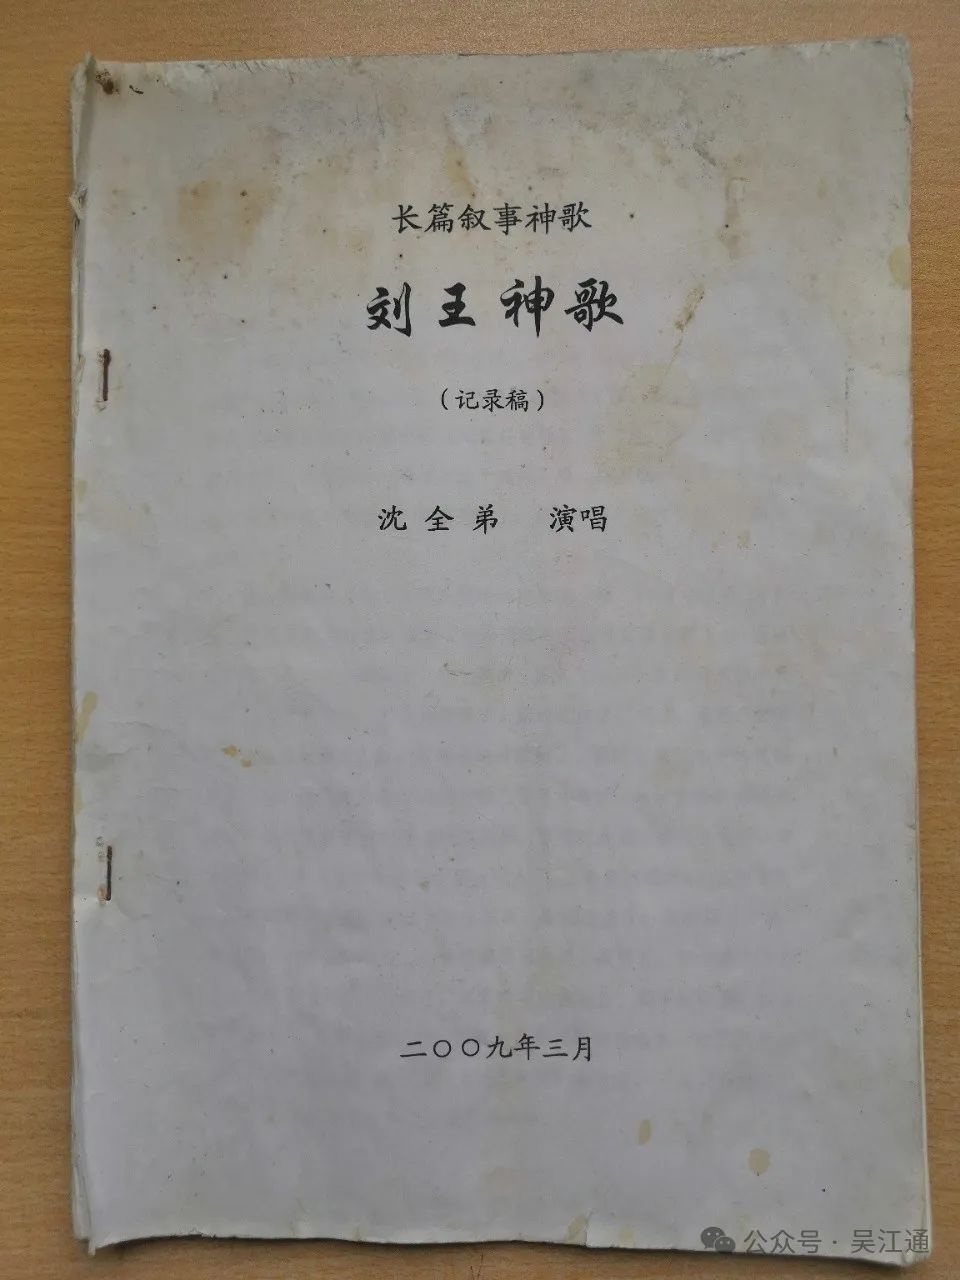 长篇叙事神歌
刘王神歌
（记录稿）
沈全弟 演唱
二〇〇九年三月
公众号·吴江通